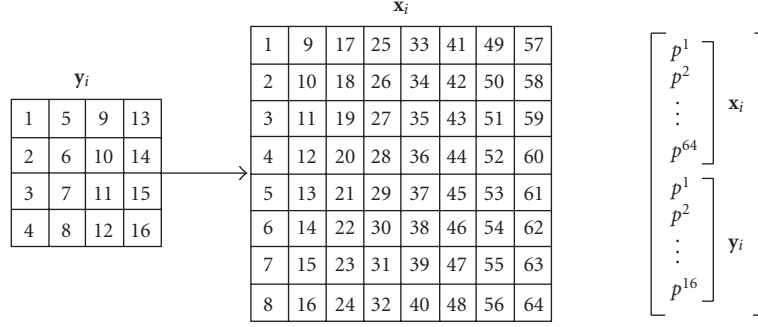 y_i
1 5 9 13
2 6 10 14
3 7 11 15
4 8 12 16
x_i
1 9 17 25 33 41 49 57
2 10 18 26 34 42 50 58
3 11 19 27 35 43 51 59
4 12 20 28 36 44 52 60
5 13 21 29 37 45 53 61
6 14 22 30 38 46 54 62
7 15 23 31 39 47 55 63
8 16 24 32 40 48 56 64
p^1
p^2
⋮
p^64
x_i
p^1
p^2
⋮
p^16
y_i